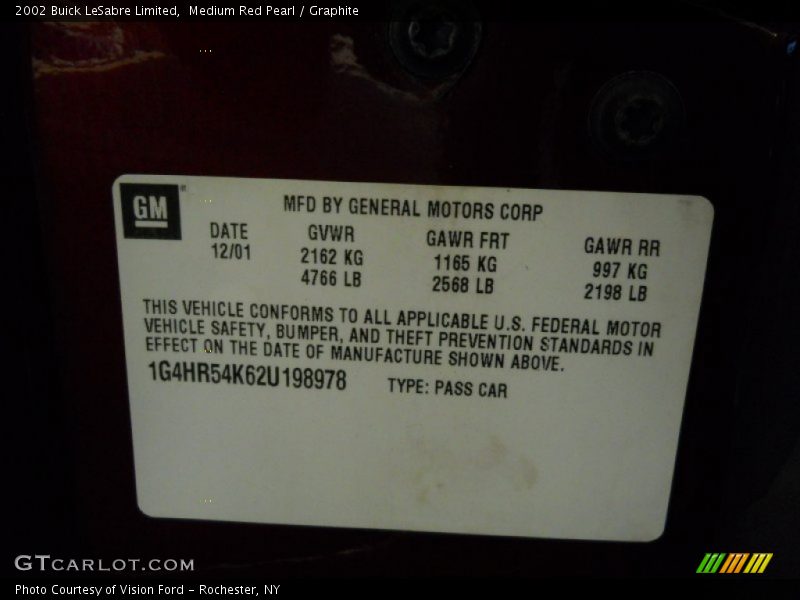 2002 Buick LeSabre Limited,  Medium Red Pearl / Graphite
GM
MFD BY GENERAL MOTORS CORP
DATE GVWR GAWR FRT GAWR RR
12/01 2162 KG 1165 KG 997 KG
4766 LB 2568 LB 2198 LB
THIS VEHICLE CONFORMS TO ALL APPLICABLE U.S. FEDERAL MOTOR
VEHICLE SAFETY, BUMPER, AND THEFT PREVENTION STANDARDS IN
EFFECT ON THE DATE OF MANUFACTURE SHOWN ABOVE.
1G4HR54K62U198978 TYPE: PASS CAR
GTCARLOT.COM
Photo Courtesy of Vision Ford - Rochester, NY